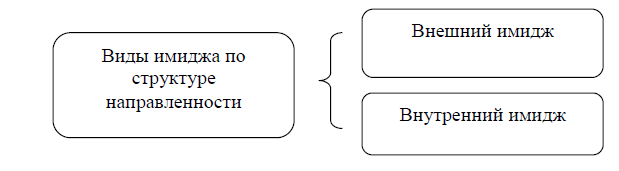 Виды имиджа по
структуре
направленности
Внешний имидж
Внутренний имидж